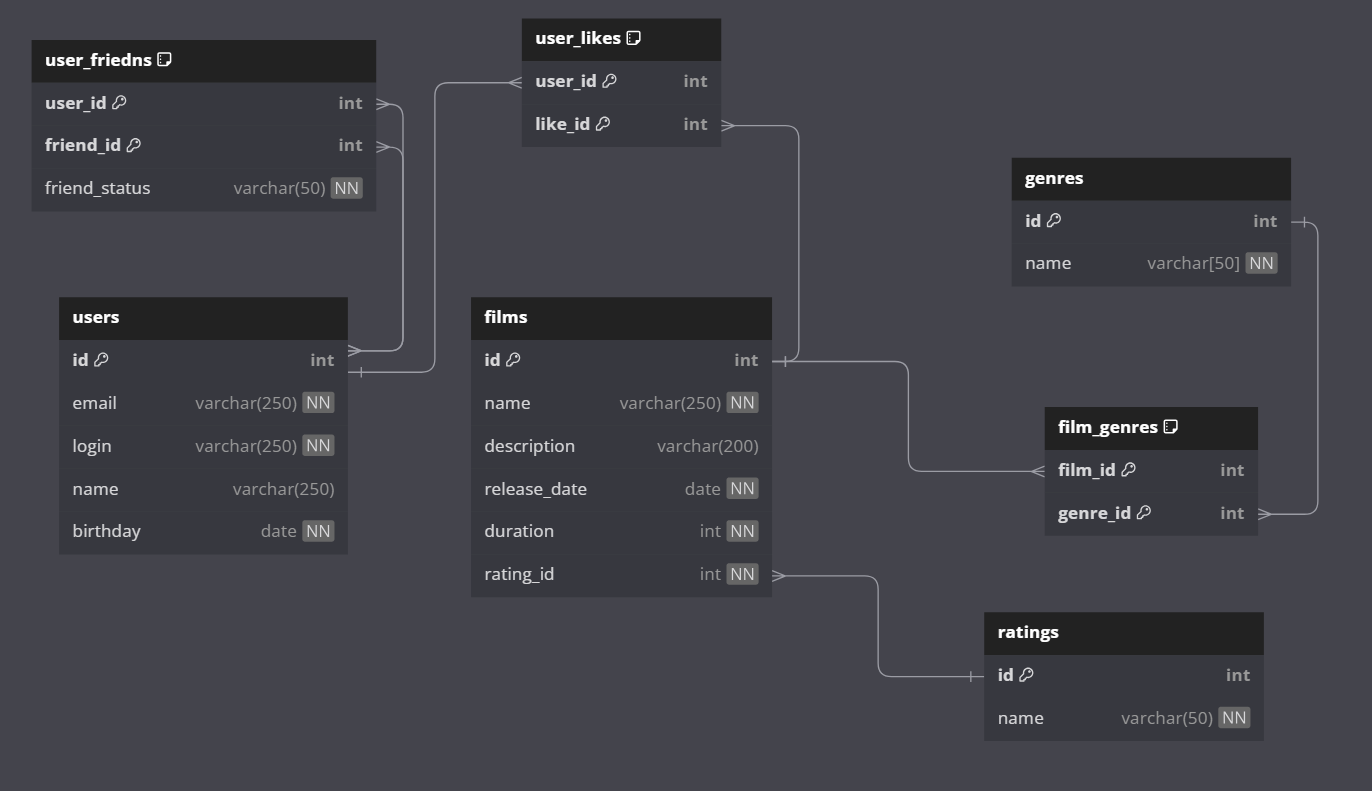 user_friedns
user_id int
friend_id int
friend_status varchar(50) NN
user_likes
user_id int
like_id int
genres
id int
name varchar[50] NN
users
id int
email varchar(250) NN
login varchar(250) NN
name varchar(250)
birthday date NN
films
id int
name varchar(250) NN
description varchar(200)
release_date date NN
duration int NN
rating_id int NN
film_genres
film_id int
genre_id int
ratings
id int
name varchar(50) NN